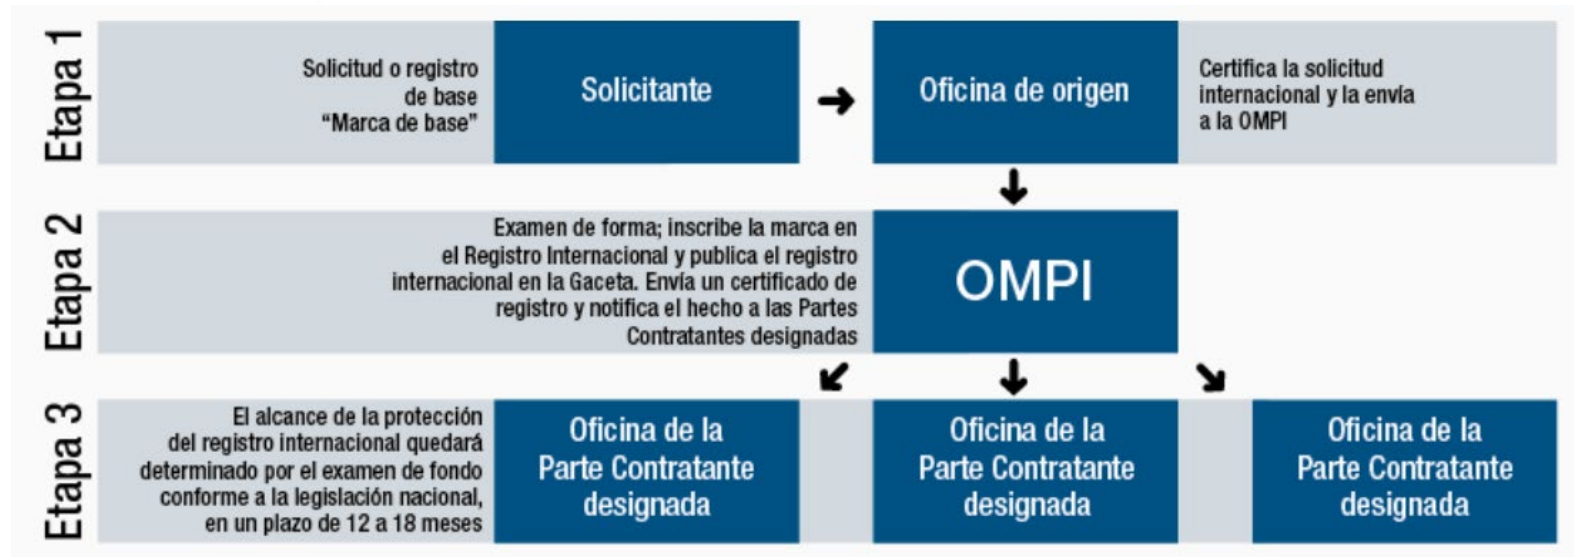 Etapa 1
Solicitud o registro
de base
“Marca de base”
Solicitante
Oficina de origen
Certifica la solicitud
internacional y la envía
a la OMPI
Etapa 2
Examen de forma; inscribe la marca en
el Registro Internacional y publica el registro
internacional en la Gaceta. Envía un certificado de
registro y notifica el hecho a las Partes
Contratantes designadas
OMPI
Etapa 3
El alcance de la protección
del registro internacional quedará
determinado por el examen de fondo
conforme a la legislación nacional,
en un plazo de 12 a 18 meses
Oficina de la
Parte Contratante
designada
Oficina de la
Parte Contratante
designada
Oficina de la
Parte Contratante
designada